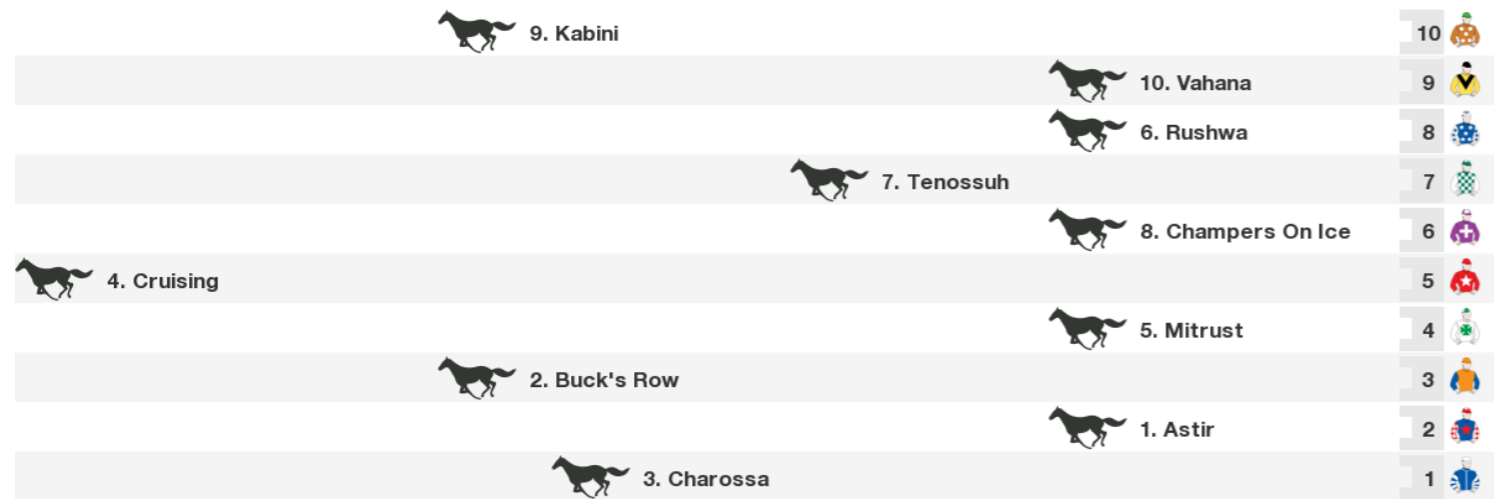 9. Kabini 10
10. Vahana 9
6. Rushwa 8
7. Tenossuh 7
8. Champers On Ice 6
4. Cruising 5
5. Mitrust 4
2. Buck's Row 3
1. Astir 2
3. Charossa 1